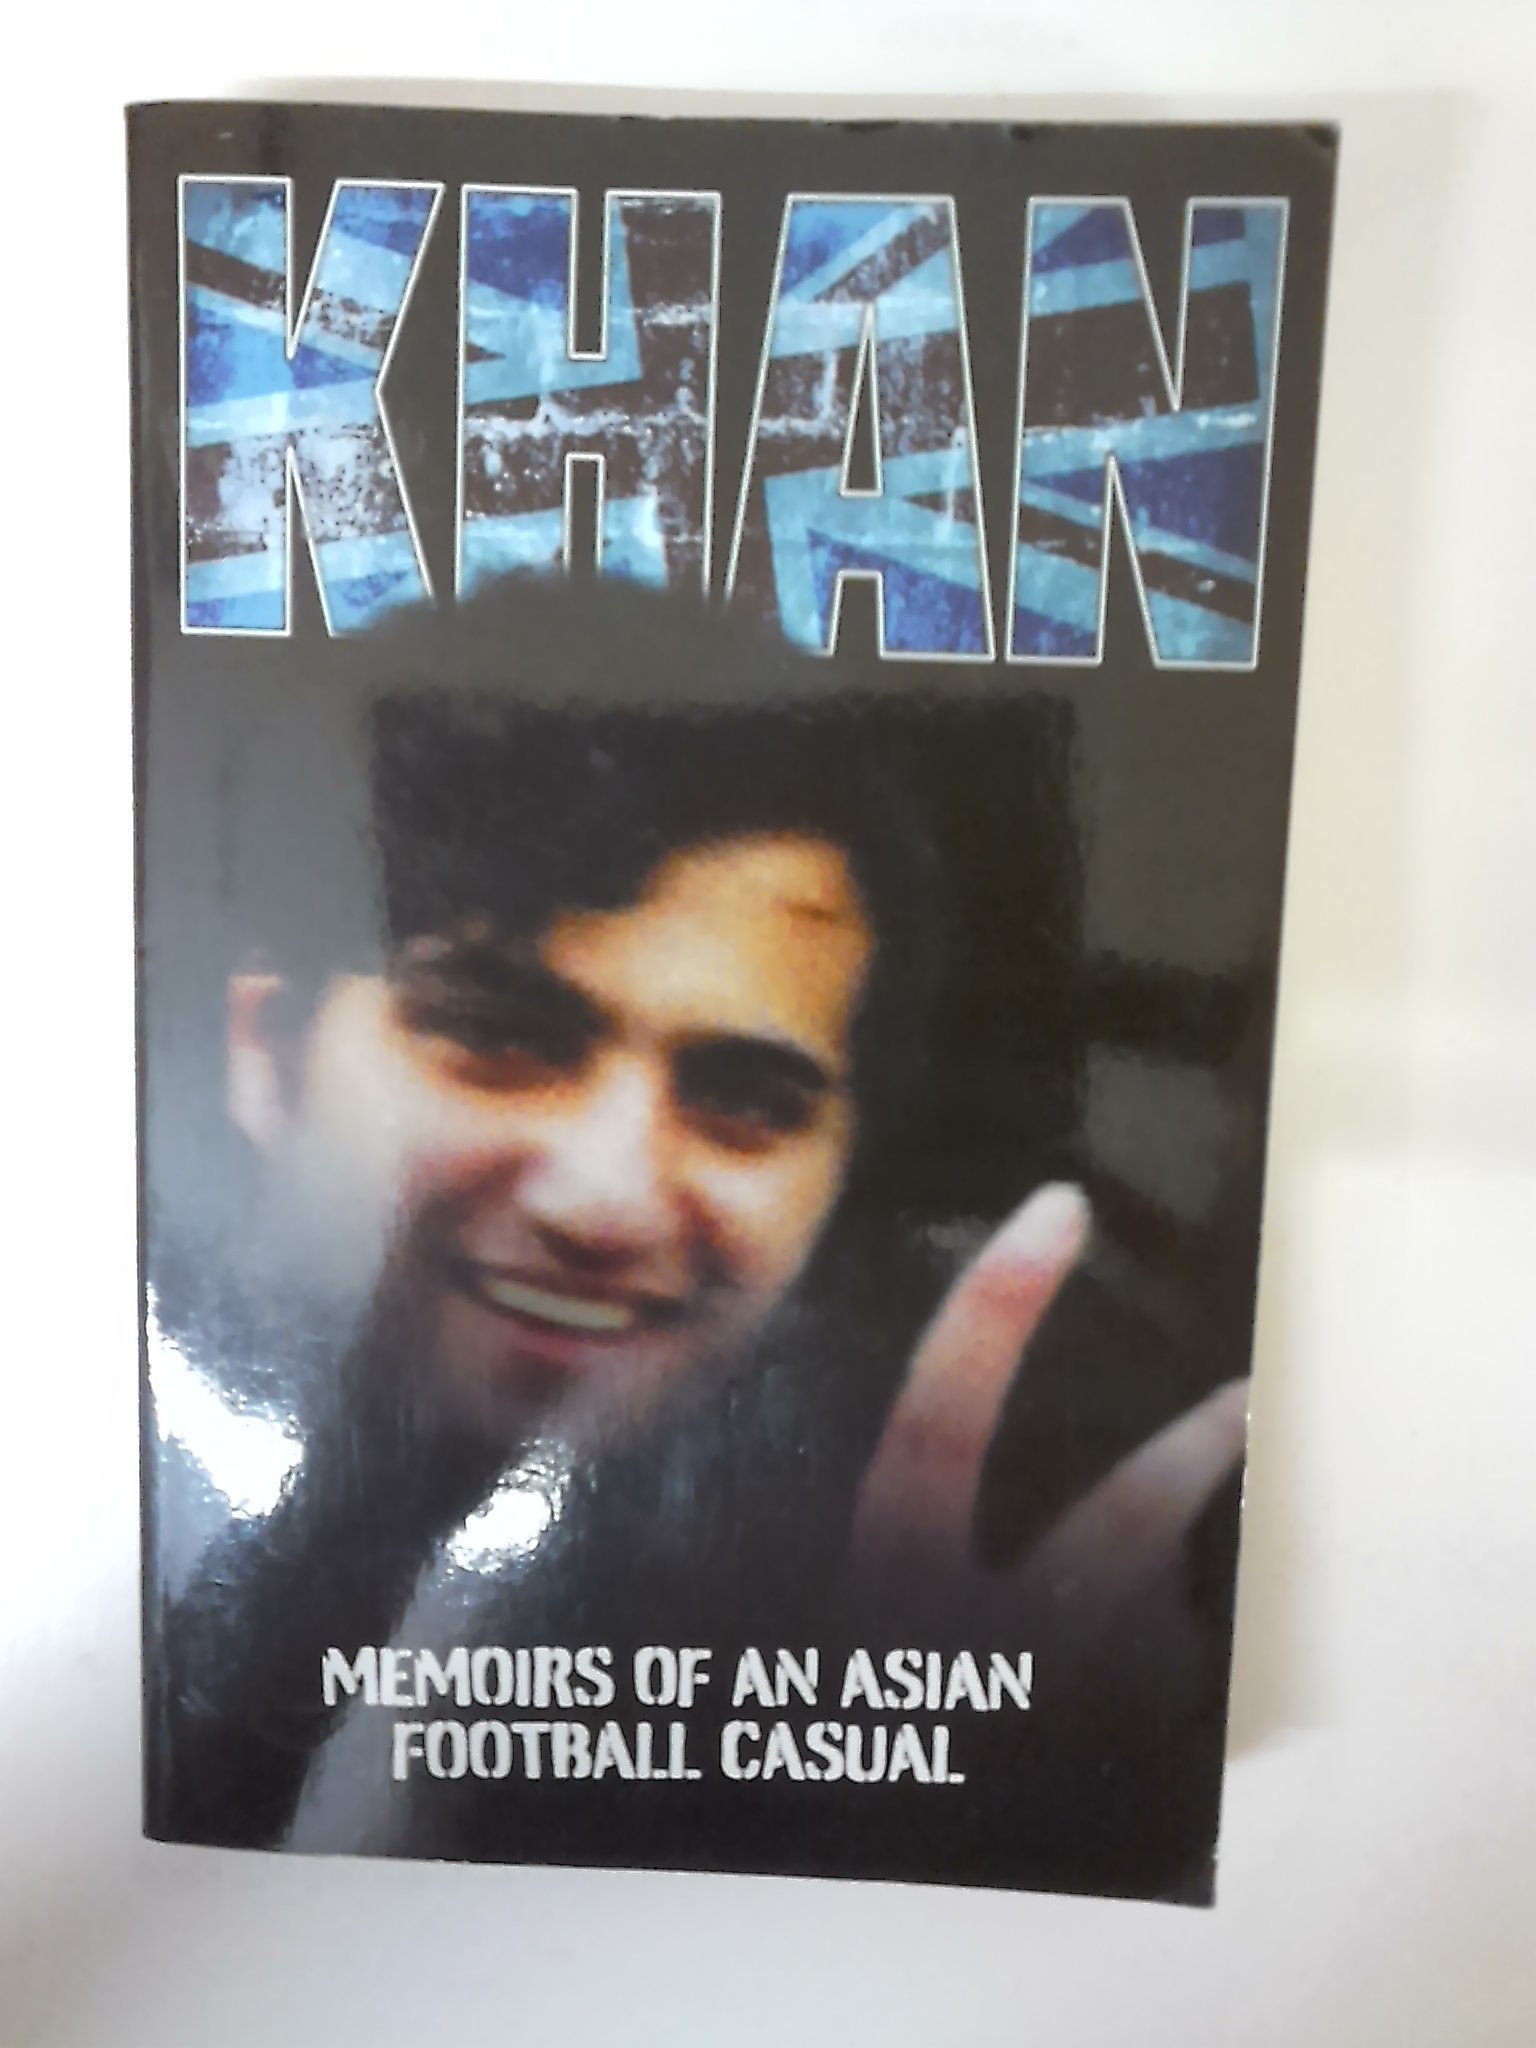 KHAN
MEMOIRS OF AN ASIAN
FOOTBALL CASUAL